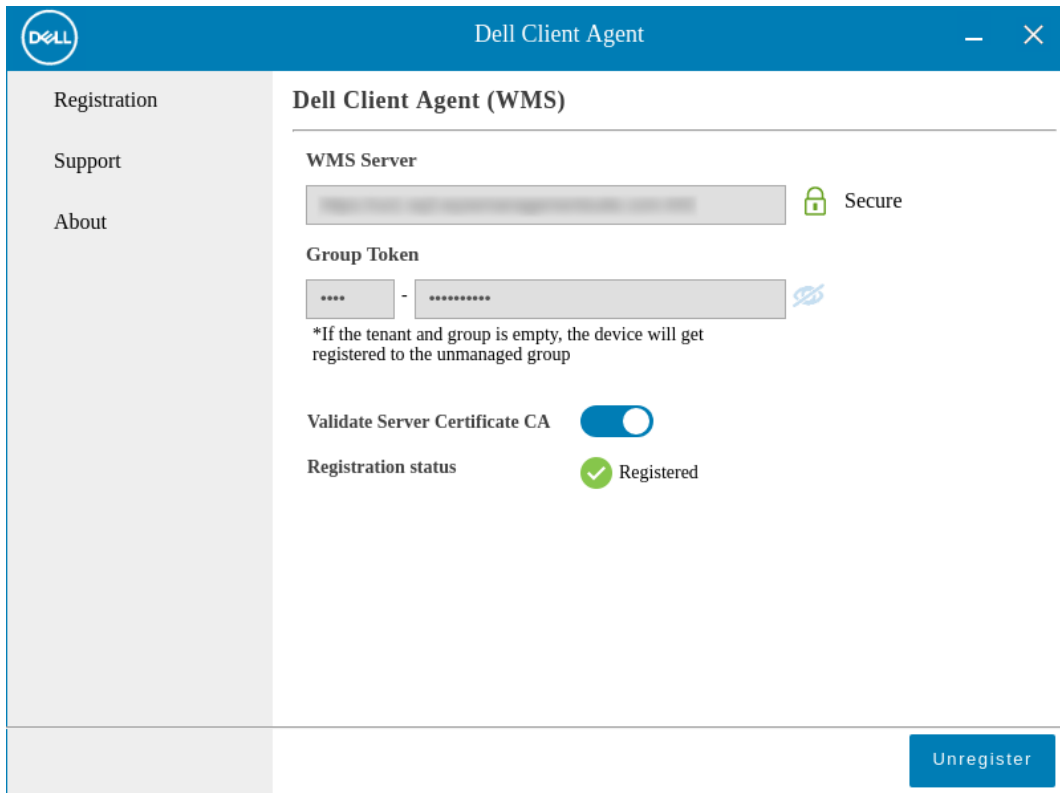 DELL
Dell Client Agent
Registration
Support
About
Dell Client Agent (WMS)
WMS Server
Secure
Group Token
•••• - ••••••••••
*If the tenant and group is empty, the device will get
registered to the unmanaged group
Validate Server Certificate CA
Registration status
Registered
Unregister